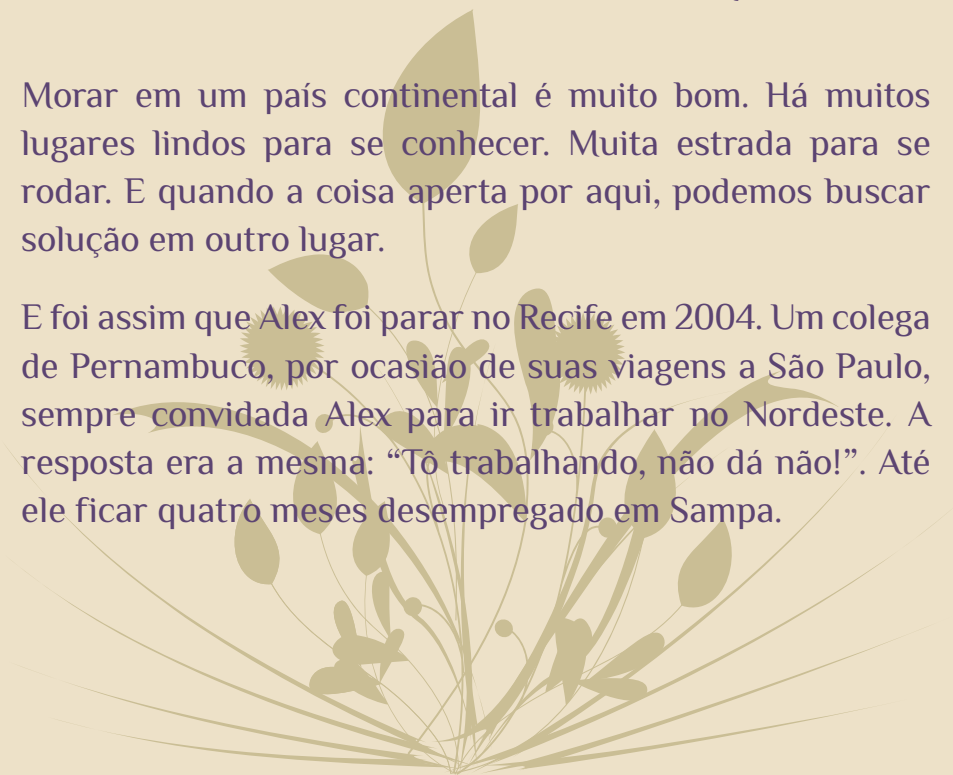 Morar em um país continental é muito bom. Há muitos
lugares lindos para se conhecer. Muita estrada para se
rodar. E quando a coisa aperta por aqui, podemos buscar
solução em outro lugar.
E foi assim que Alex foi parar no Recife em 2004. Um colega
de Pernambuco, por ocasião de suas viagens a São Paulo,
sempre convidada Alex para ir trabalhar no Nordeste. A
resposta era a mesma: “Tô trabalhando, não dá não!”. Até
ele ficar quatro meses desempregado em Sampa.